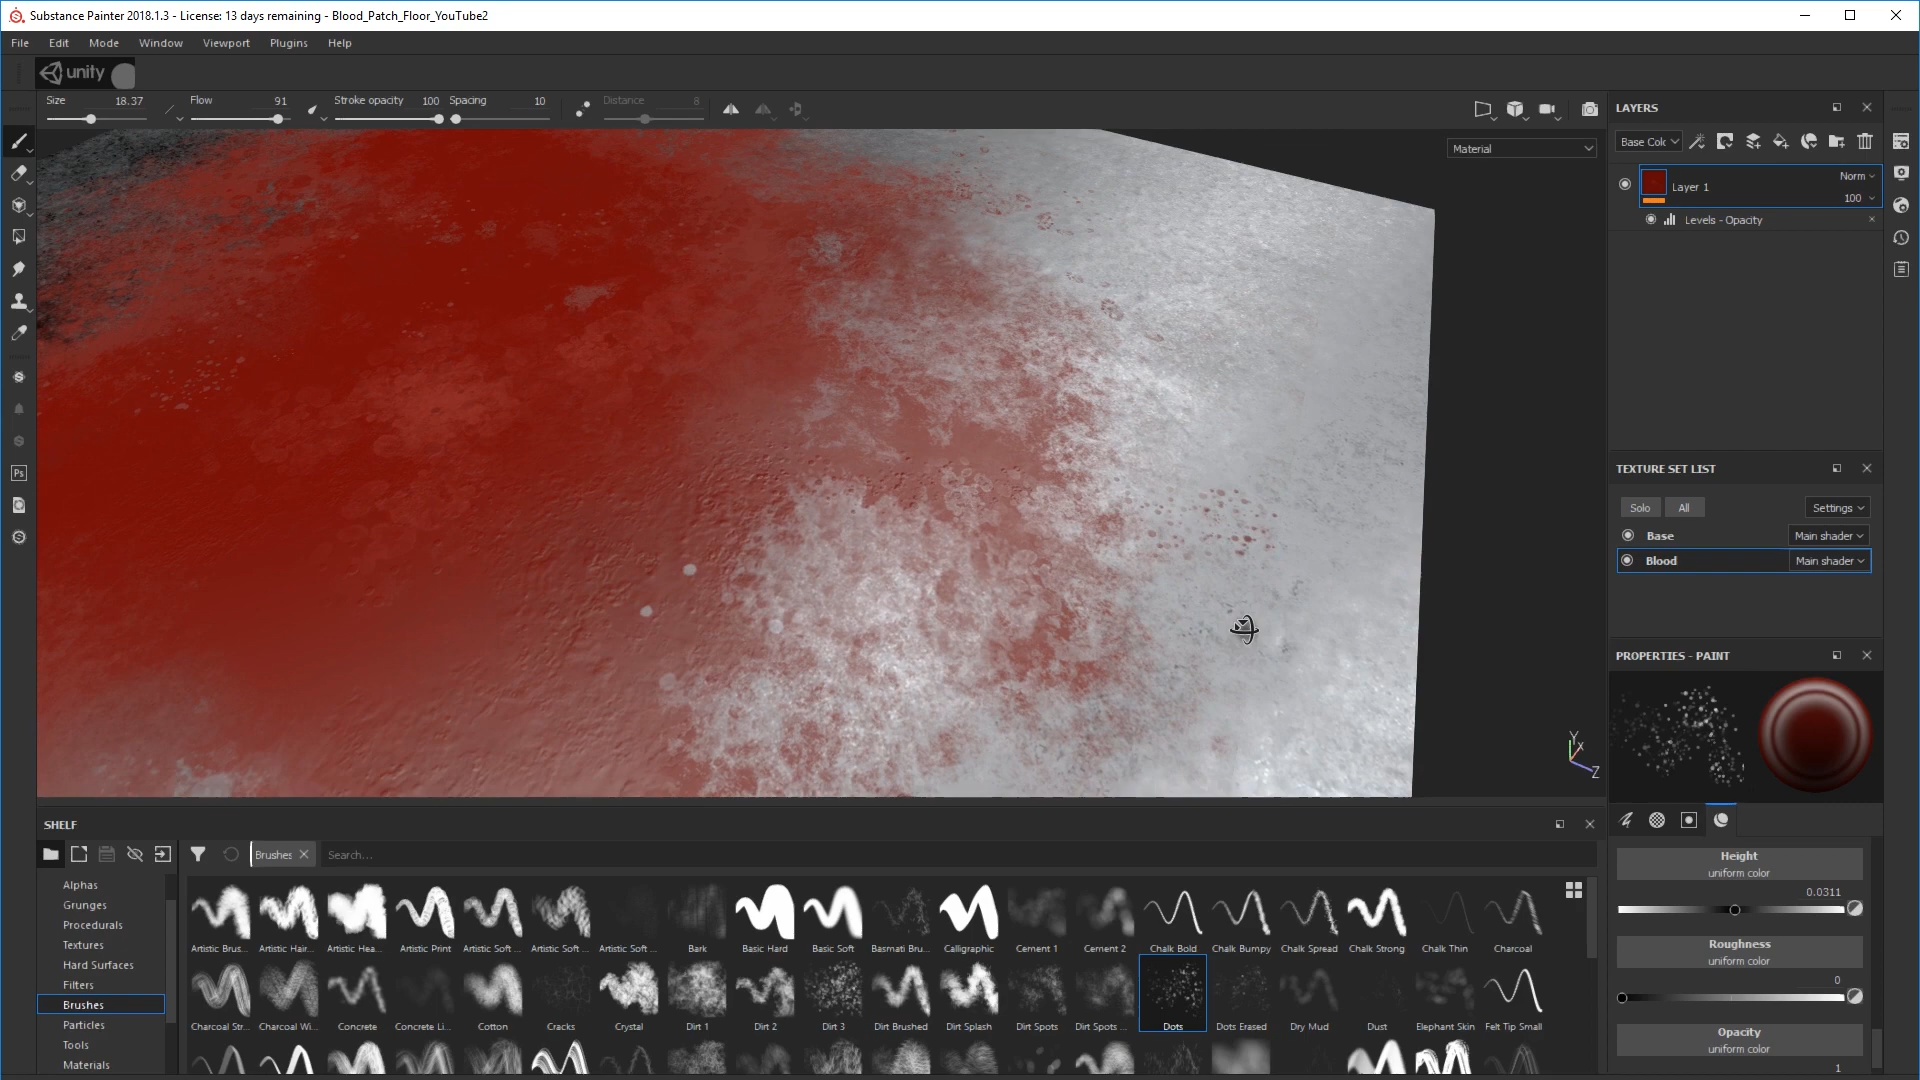 Substance Painter 2018.1.3 - License: 13 days remaining - Blood_Patch_Floor_YouTube2
File Edit Mode Window Viewport Plugins Help
unity
Size 18.37 Flow 91 Stroke opacity 100 Spacing 10 Distance 8
Material
LAYERS
Base Colo
Layer 1 Norm
100
Levels - Opacity
TEXTURE SET LIST
Solo All Settings
Base Main shader
Blood Main shader
PROPERTIES - PAINT
Y
X
Z
Ps
Height
uniform color
0.0311
Roughness
uniform color
0
Opacity
uniform color
1
SHELF
Brushes Search...
Alphas
Grunges
Procedurals
Textures
Hard Surfaces
Filters
Brushes
Particles
Tools
Materials
Artistic Brus... Artistic Hair... Artistic Hea... Artistic Print Artistic Soft ... Artistic Soft ... Artistic Soft ... Bark Basic Hard Basic Soft Basmati Bru... Calligraphic Cement 1 Cement 2 Chalk Bold Chalk Bumpy Chalk Spread Chalk Strong Chalk Thin Charcoal
Charcoal Str... Charcoal Wi... Concrete Concrete Li... Cotton Cracks Crystal Dirt 1 Dirt 2 Dirt 3 Dirt Brushed Dirt Splash Dirt Spots Dirt Spots ... Dots Dots Erased Dry Mud Dust Elephant Skin Felt Tip Small